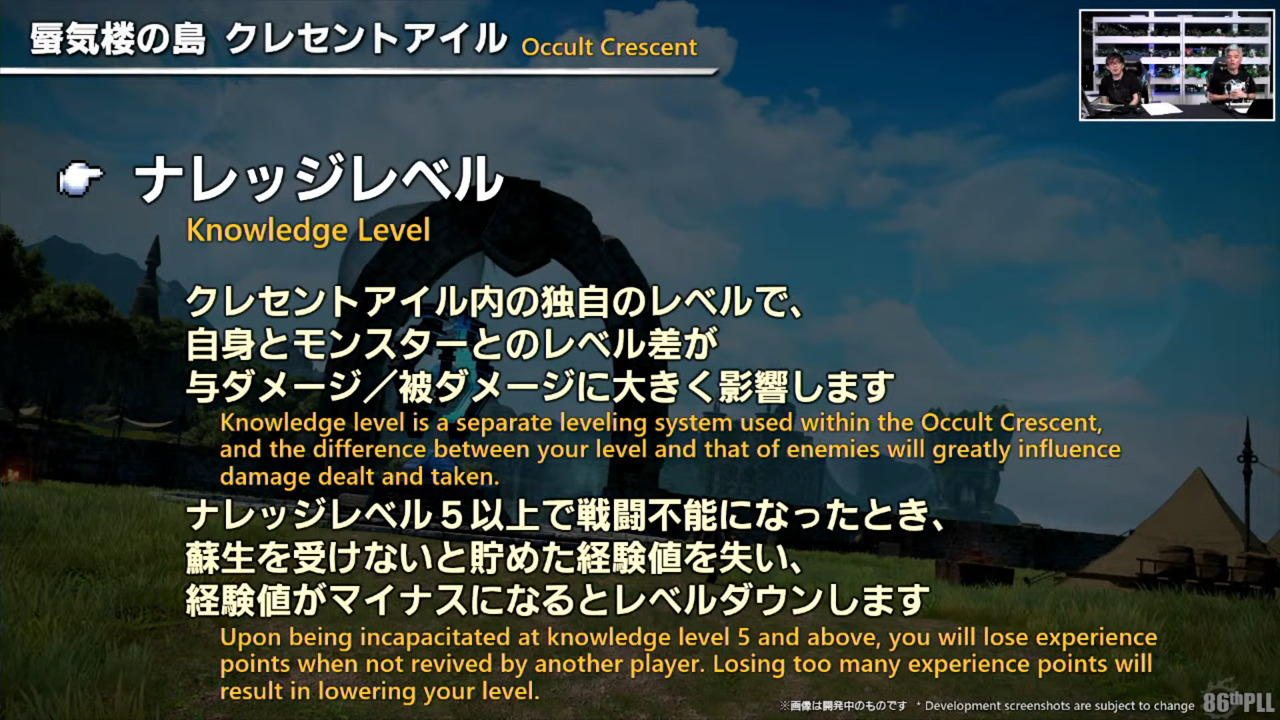 蜃気楼の島 クレセントアイル Occult Crescent
ナレッジレベル
Knowledge Level
クレセントアイル内の独自のレベルで、
自身とモンスターとのレベル差が
与ダメージ／被ダメージに大きく影響します
Knowledge level is a separate leveling system used within the Occult Crescent,
and the difference between your level and that of enemies will greatly influence
damage dealt and taken.
ナレッジレベル５以上で戦闘不能になったとき、
蘇生を受けないと貯めた経験値を失い、
経験値がマイナスになるとレベルダウンします
Upon being incapacitated at knowledge level 5 and above, you will lose experience
points when not revived by another player. Losing too many experience points will
result in lowering your level.
※画像は開発中のものです * Development screenshots are subject to change 86thPLL